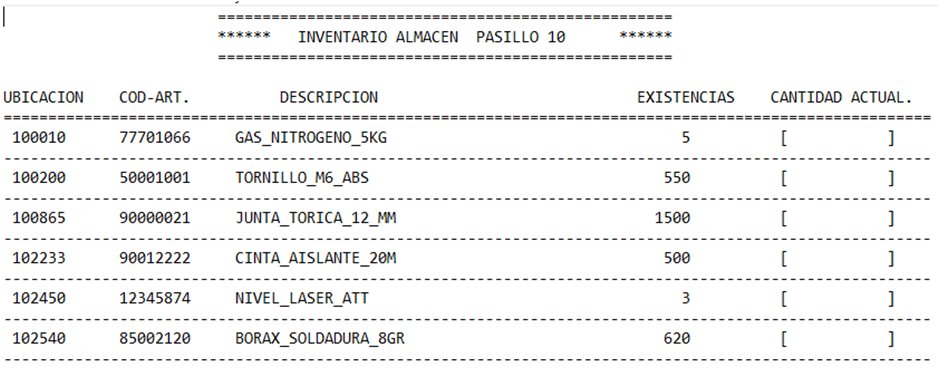 ===================================================
****** INVENTARIO ALMACEN PASILLO 10 ******
===================================================
UBICACION COD-ART. DESCRIPCION EXISTENCIAS CANTIDAD ACTUAL.
========================================================================================================
100010 77701066 GAS_NITROGENO_5KG 5 [ ]
--------------------------------------------------------------------------------------------------------
100200 50001001 TORNILLO_M6_ABS 550 [ ]
--------------------------------------------------------------------------------------------------------
100865 90000021 JUNTA_TORICA_12_MM 1500 [ ]
--------------------------------------------------------------------------------------------------------
102233 90012222 CINTA_AISLANTE_20M 500 [ ]
--------------------------------------------------------------------------------------------------------
102450 12345874 NIVEL_LASER_ATT 3 [ ]
--------------------------------------------------------------------------------------------------------
102540 85002120 BORAX_SOLDADURA_8GR 620 [ ]
--------------------------------------------------------------------------------------------------------